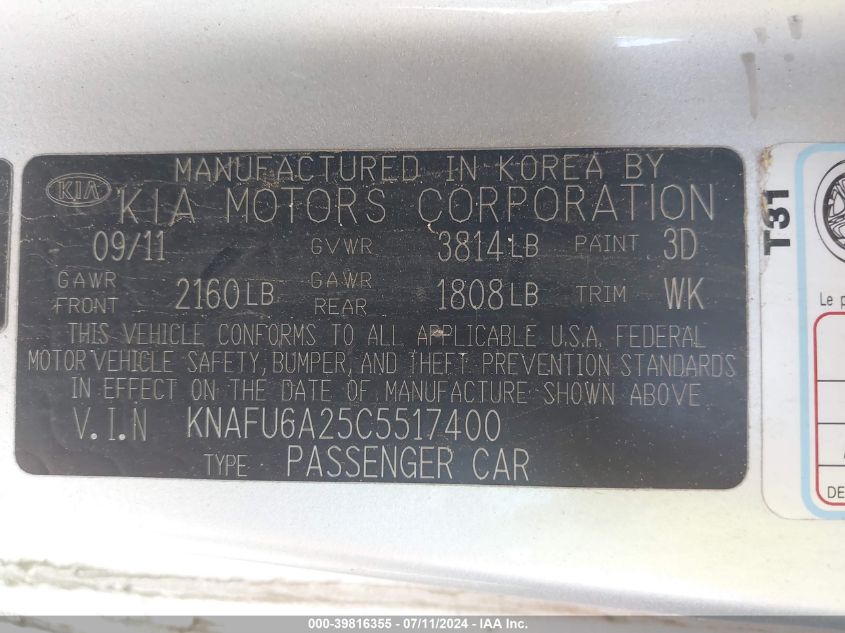 MANUFACTURED IN KOREA BY
KIA KIA MOTORS CORPORATION
09/11 GVWR 3814LB PAINT 3D
GAWR FRONT 2160LB GAWR REAR 1808LB TRIM WK
THIS VEHICLE CONFORMS TO ALL APPLICABLE U.S.A. FEDERAL
MOTOR VEHICLE SAFETY, BUMPER, AND THEFT PREVENTION STANDARDS
IN EFFECT ON THE DATE OF MANUFACTURE SHOWN ABOVE
V.I.N KNAFU6A25C5517400
TYPE PASSENGER CAR
T31
Le p
DE
000-39816355 - 07/11/2024 - IAA Inc.